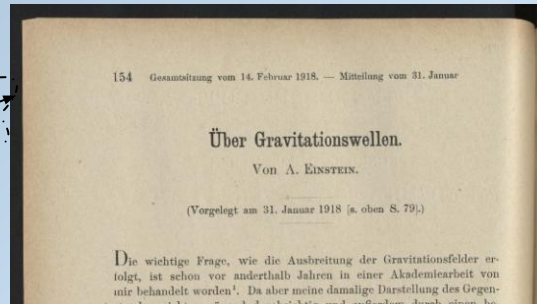 154 Gesamtsitzung vom 14. Februar 1918. — Mitteilung vom 31. Januar
Über Gravitationswellen.
Von A. Einstein.
(Vorgelegt am 31. Januar 1918 [s. oben S. 79].)
Die wichtige Frage, wie die Ausbreitung der Gravitationsfelder er-
folgt, ist schon vor anderthalb Jahren in einer Akademiearbeit von
mir behandelt worden¹. Da aber meine damalige Darstellung des Gegen-